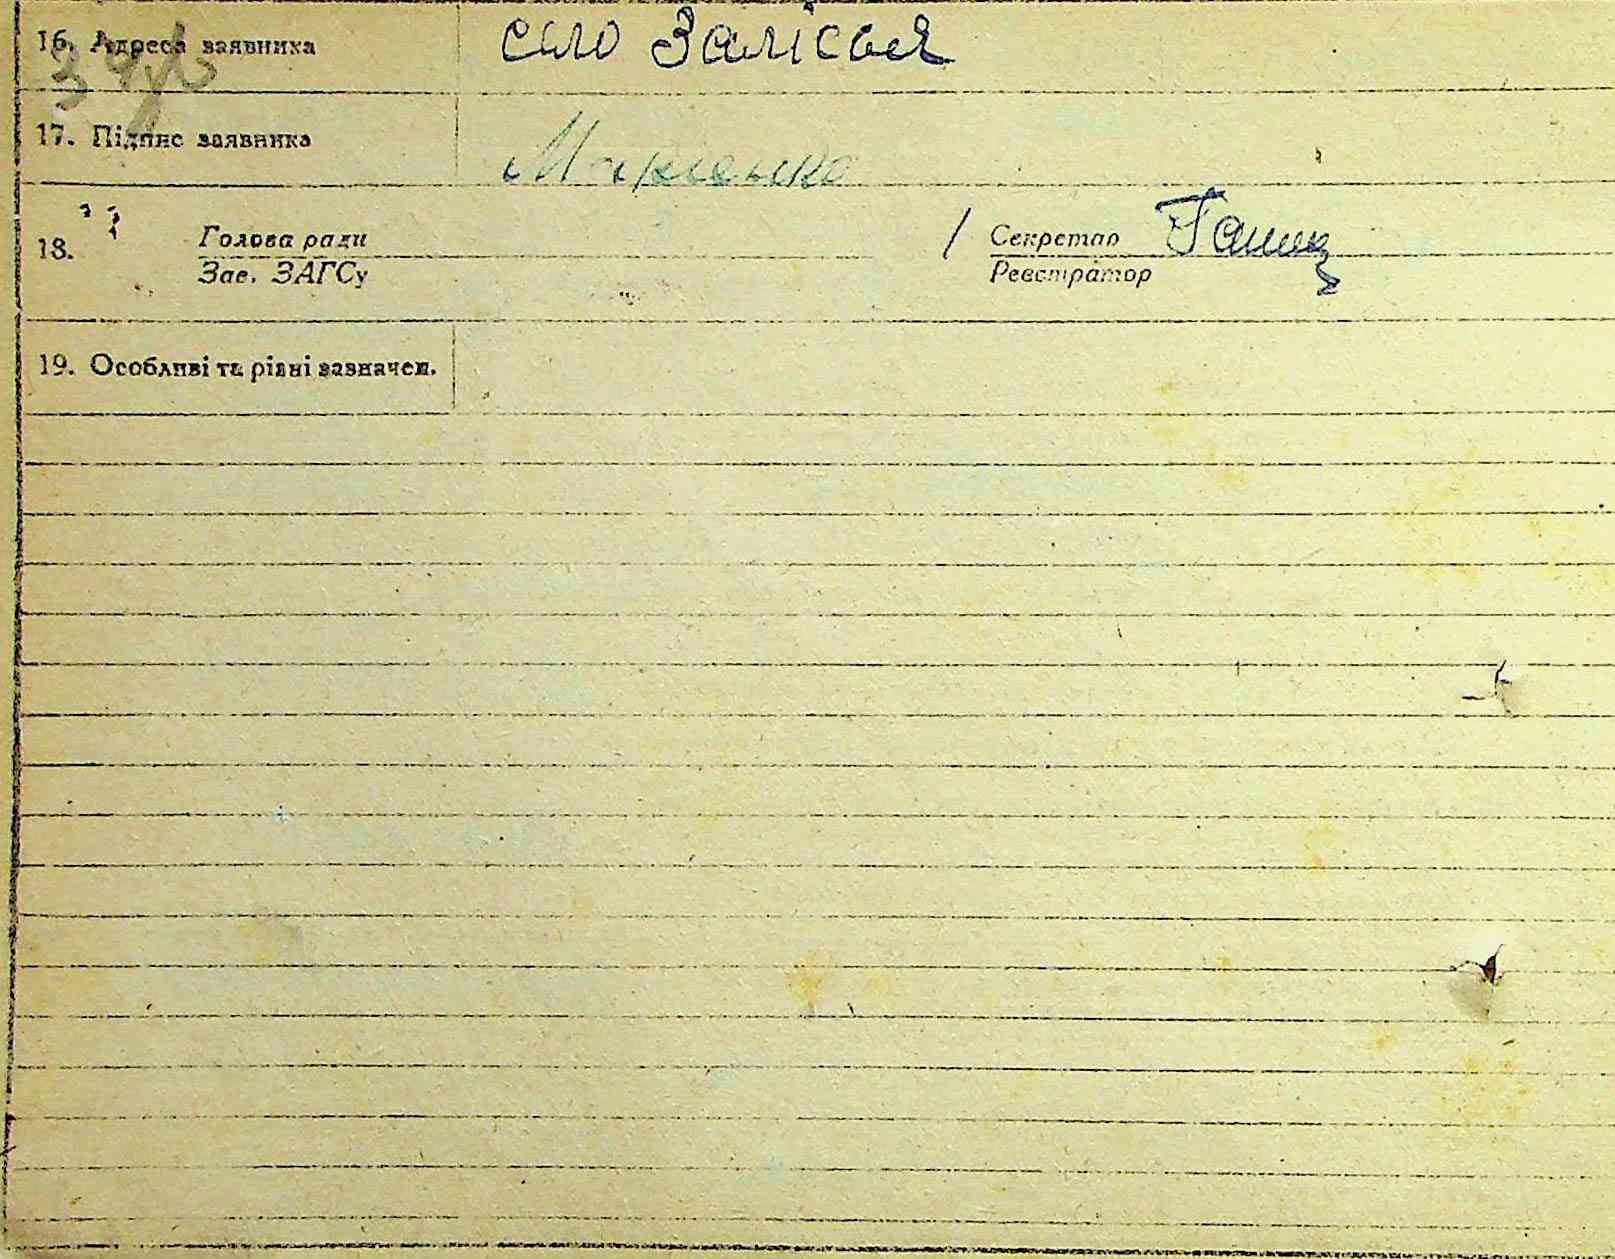 16. Адреса заявника село Залісся
17. Підпис заявника
18. Голова ради Секретар
Зав. ЗАГСу Реєстратор
19. Особливі та різні зазначен.